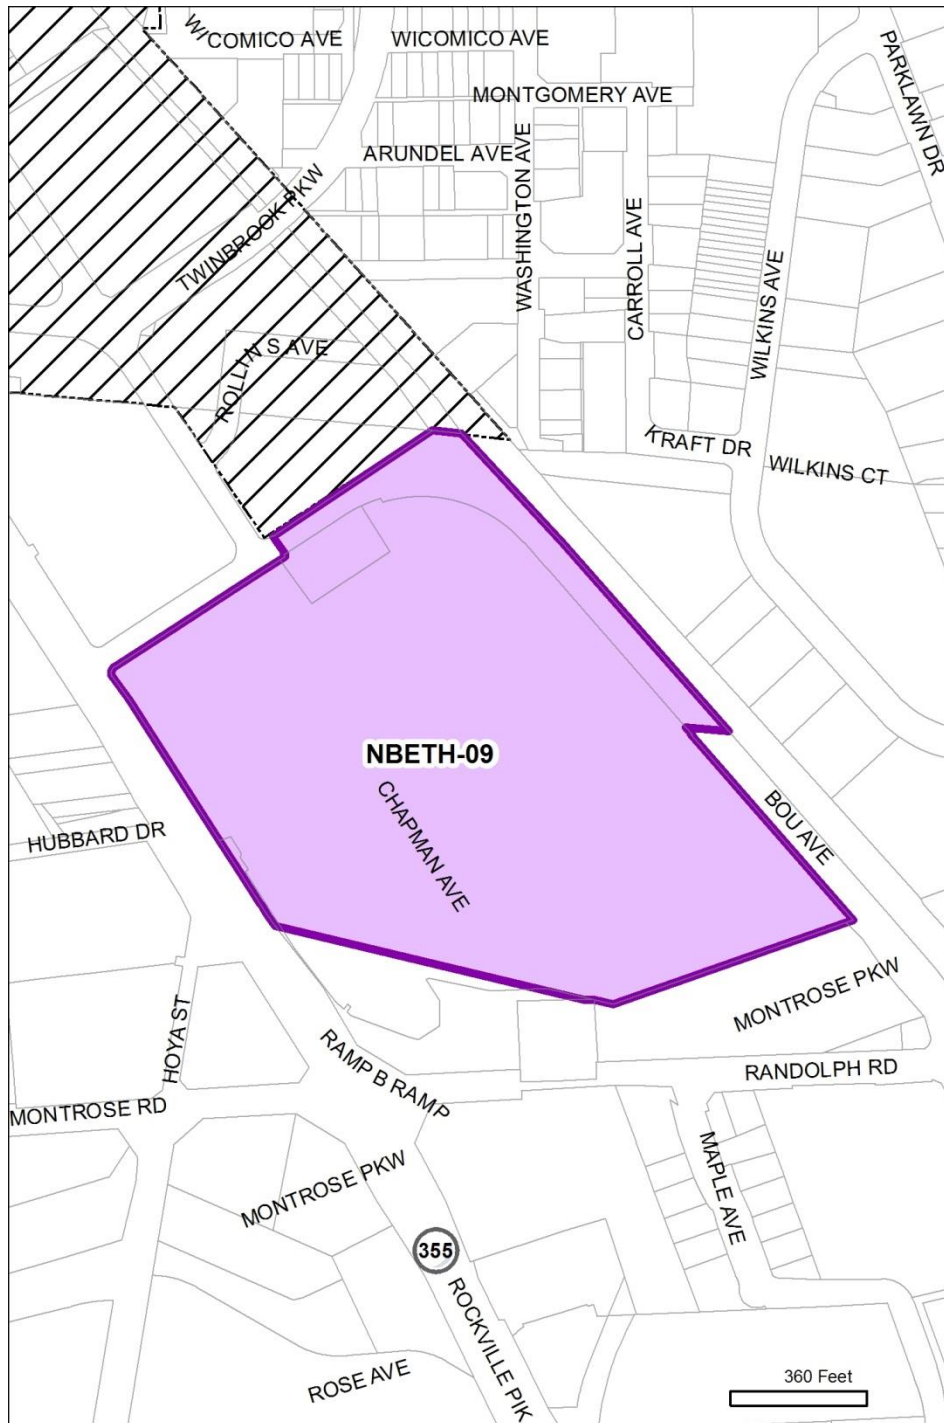 WICOMICO AVE
WICOMICO AVE
PARKLAWN DR
MONTGOMERY AVE
ARUNDEL AVE
WASHINGTON AVE
TWINBROOK PKW
CARROLL AVE
WILKINS AVE
ROLLINS AVE
TRAFT DR
WILKINS CT
NBETH-09
CHAPMAN AVE
BOU AVE
HUBBARD DR
MONTROSE PKW
HOYA ST
RAMP B RAMP
RANDOLPH RD
MONTROSE RD
MAPLE AVE
MONTROSE PKW
355
ROCKVILLE PIK
ROSE AVE
360 Feet